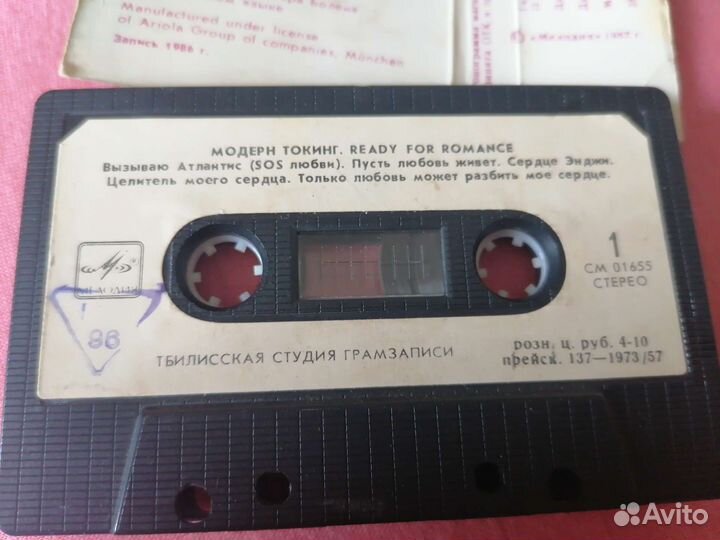 Manufactured under license
of Ariola Group of companies, München
Запись 1986 г.
МОДЕРН ТОКИНГ. READY FOR ROMANCE
Вызываю Атлантис (SOS любви). Пусть любовь живет. Сердце Энджи.
Целитель моего сердца. Только любовь может разбить мое сердце.
МЕЛОДИЯ
86
1
СМ 01655
СТЕРЕО
ТБИЛИССКАЯ СТУДИЯ ГРАМЗАПИСИ
розн. ц. руб. 4-10
прейск. 137—1973/57
Avito